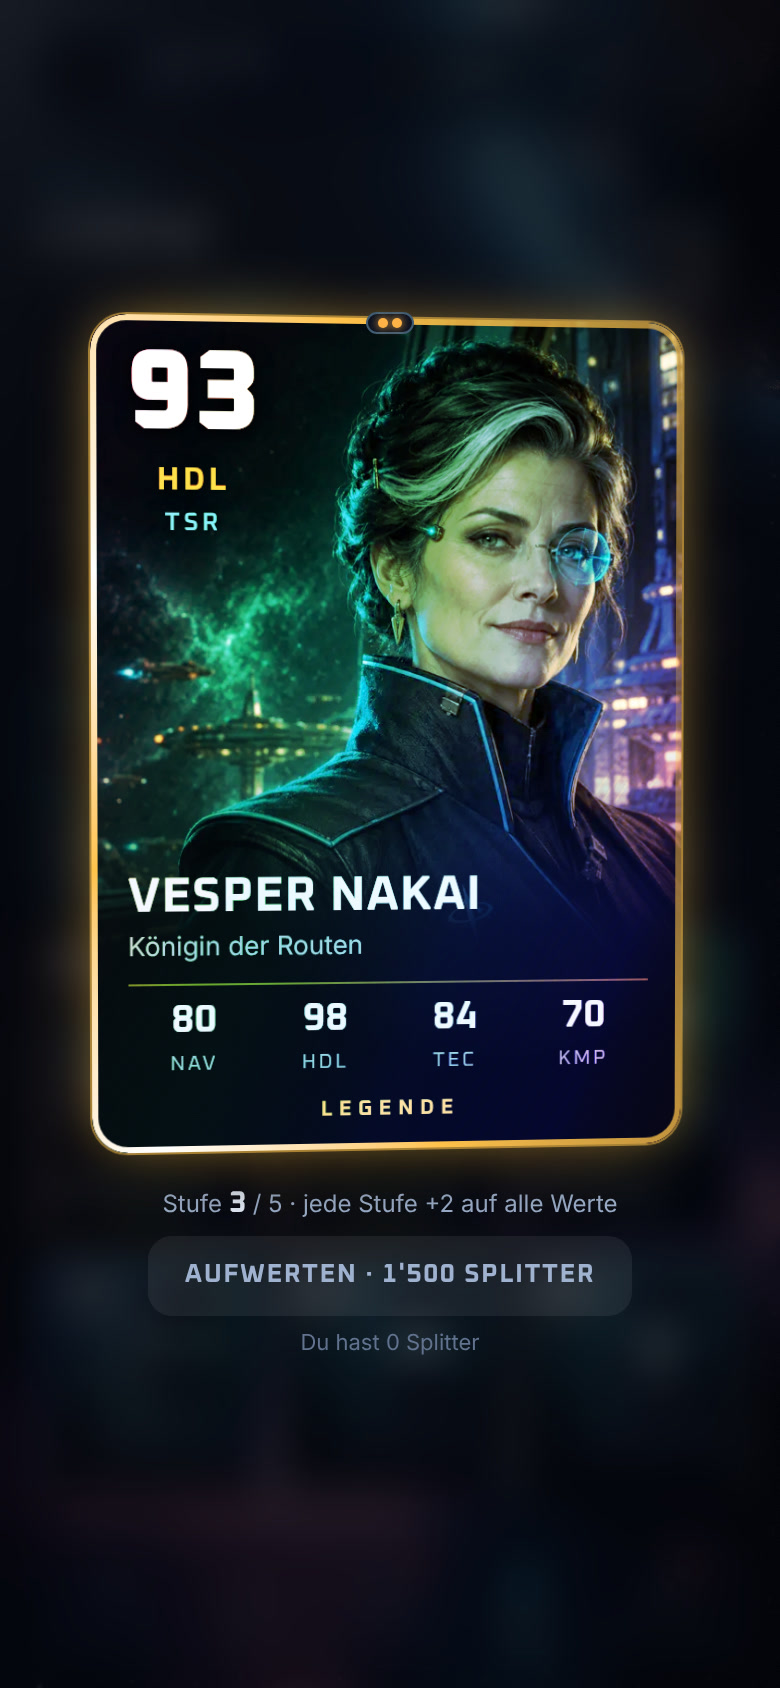 93
HDL
TSR
VESPER NAKAI
Königin der Routen
80 98 84 70
NAV HDL TEC KMP
LEGENDE
Stufe 3 / 5 · jede Stufe +2 auf alle Werte
AUFWERTEN · 1'500 SPLITTER
Du hast 0 Splitter